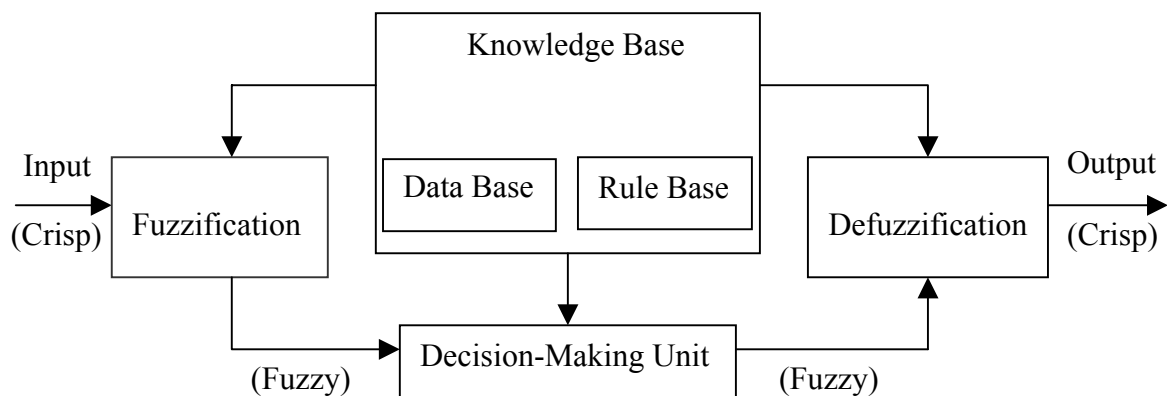 Knowledge Base
Input
(Crisp)
Fuzzification
Data Base
Rule Base
Defuzzification
Output
(Crisp)
(Fuzzy)
Decision-Making Unit
(Fuzzy)